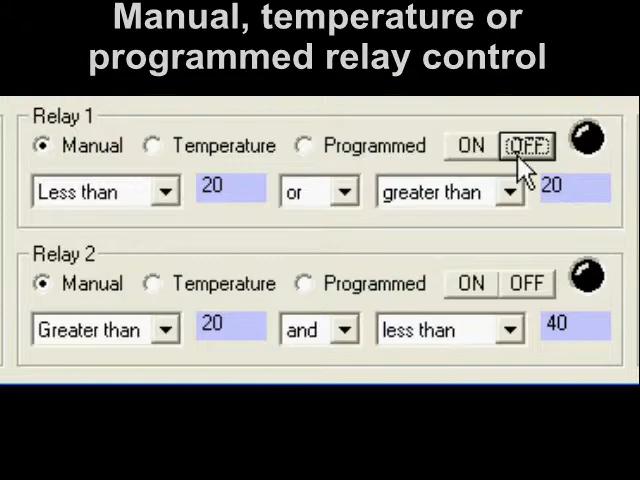 Manual, temperature or
programmed relay control
Relay 1
Manual Temperature Programmed ON OFF
Less than 20 or greater than 20
Relay 2
Manual Temperature Programmed ON OFF
Greater than 20 and less than 40